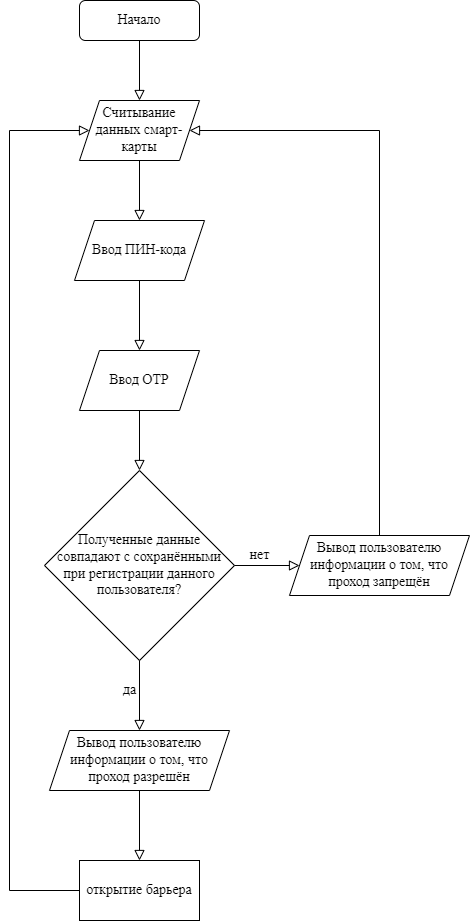 Начало
Считывание
данных смарт-
карты
Ввод ПИН-кода
Ввод OTP
Полученные данные
совпадают с сохранёнными
при регистрации данного
пользователя?
нет
Вывод пользователю
информации о том, что
проход запрещён
да
Вывод пользователю
информации о том, что
проход разрешён
открытие барьера